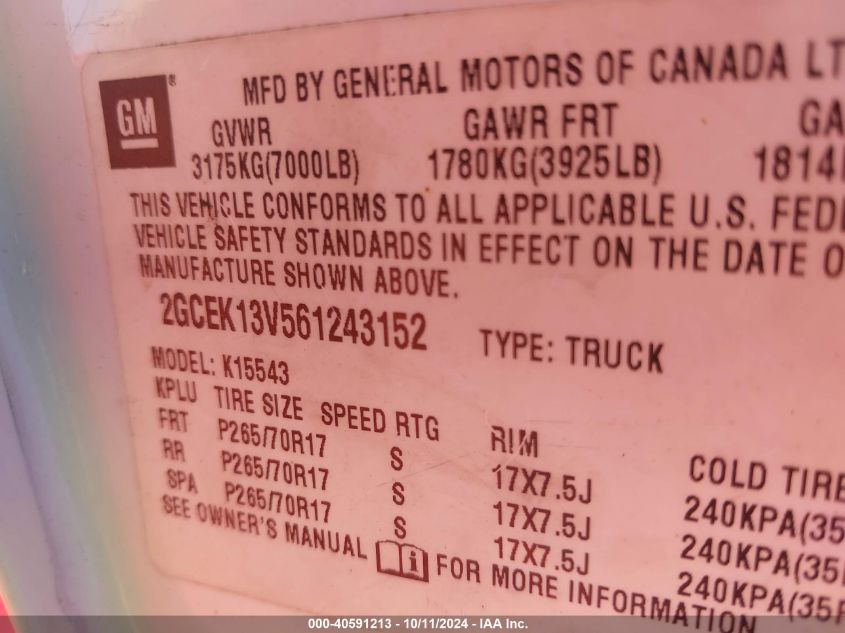 GM®
MFD BY GENERAL MOTORS OF CANADA LT
GVWR GAWR FRT GA
3175KG(7000LB) 1780KG(3925LB) 1814
THIS VEHICLE CONFORMS TO ALL APPLICABLE U.S. FEDE
VEHICLE SAFETY STANDARDS IN EFFECT ON THE DATE O
MANUFACTURE SHOWN ABOVE.
2GCEK13V561243152 TYPE: TRUCK
MODEL: K15543
KPLU TIRE SIZE SPEED RTG RIM COLD TIRE
FRT P265/70R17 S 17X7.5J 240KPA(35
RR P265/70R17 S 17X7.5J 240KPA(35
SPA P265/70R17 S 17X7.5J 240KPA(35P
SEE OWNER'S MANUAL FOR MORE INFORMATION
000-40591213 - 10/11/2024 - IAA Inc.